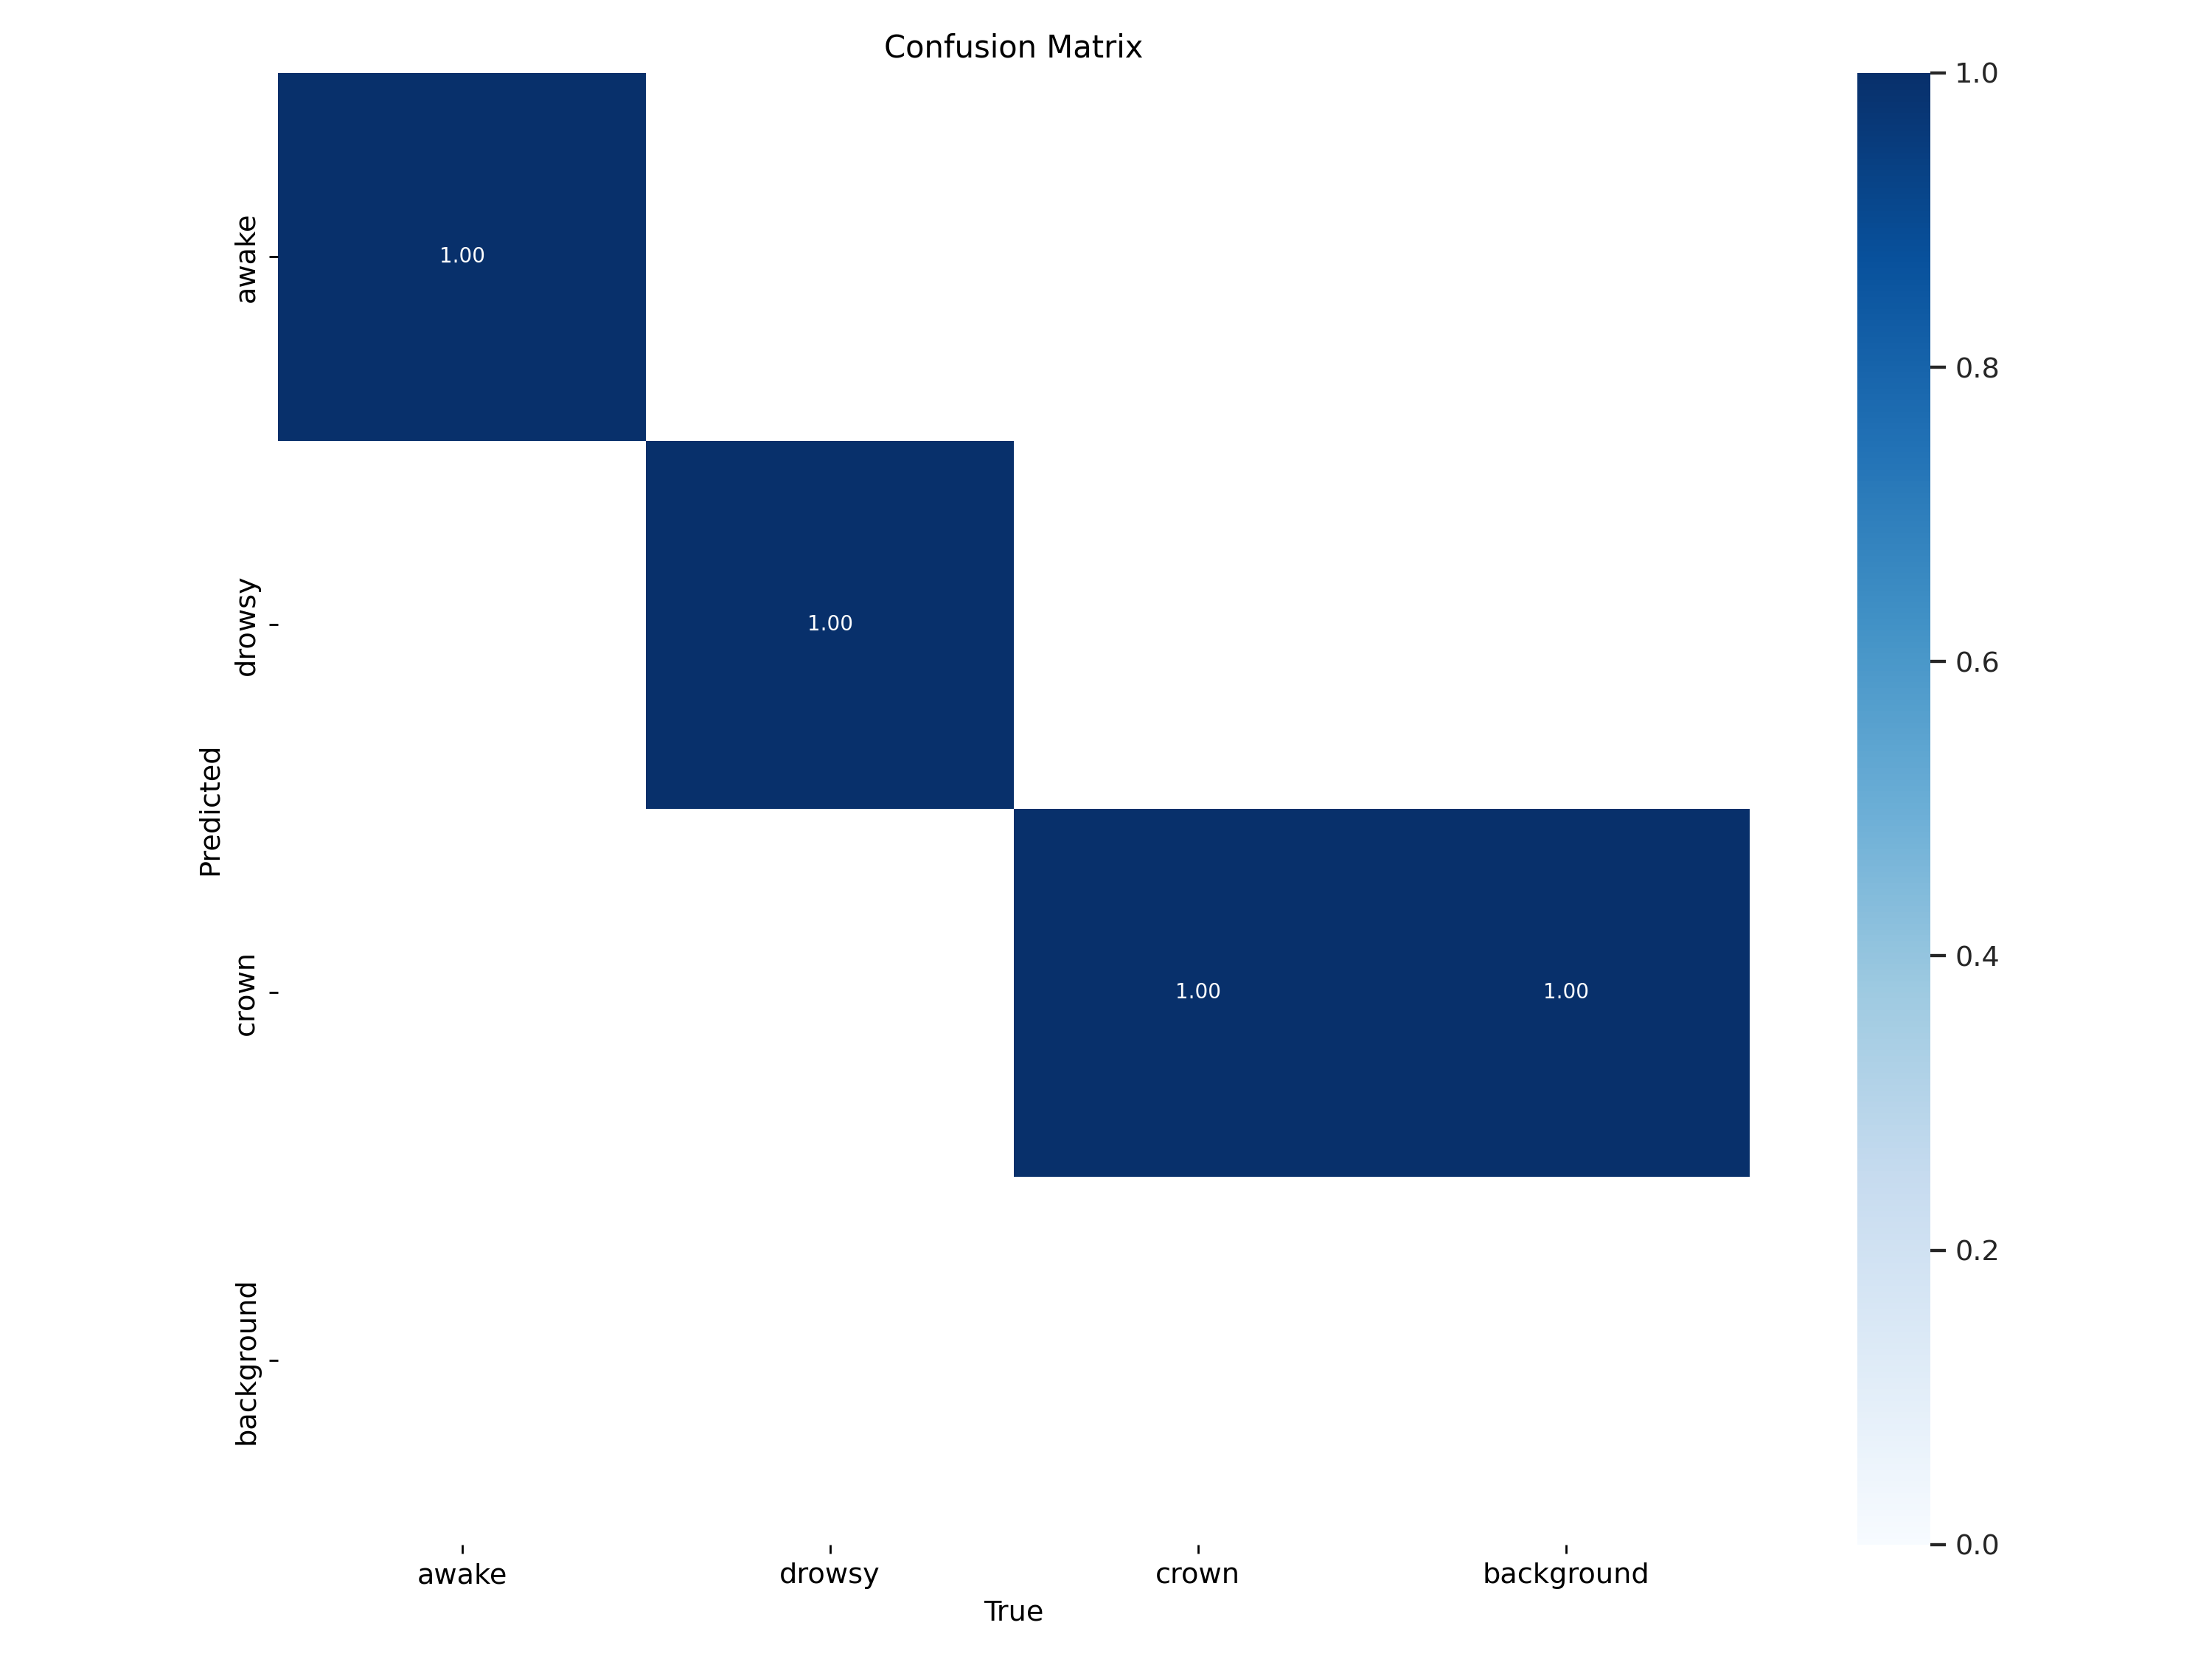 Confusion Matrix
1.0
awake
1.00
0.8
drowsy
1.00
0.6
Predicted
crown
1.00 1.00
0.4
0.2
background
0.0
awake drowsy crown background
True